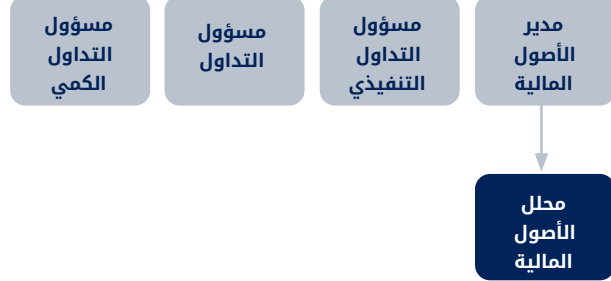 مدير
الأصول
المالية
مسؤول
التداول
التنفيذي
مسؤول
التداول
مسؤول
التداول
الكمي
محلل
الأصول
المالية